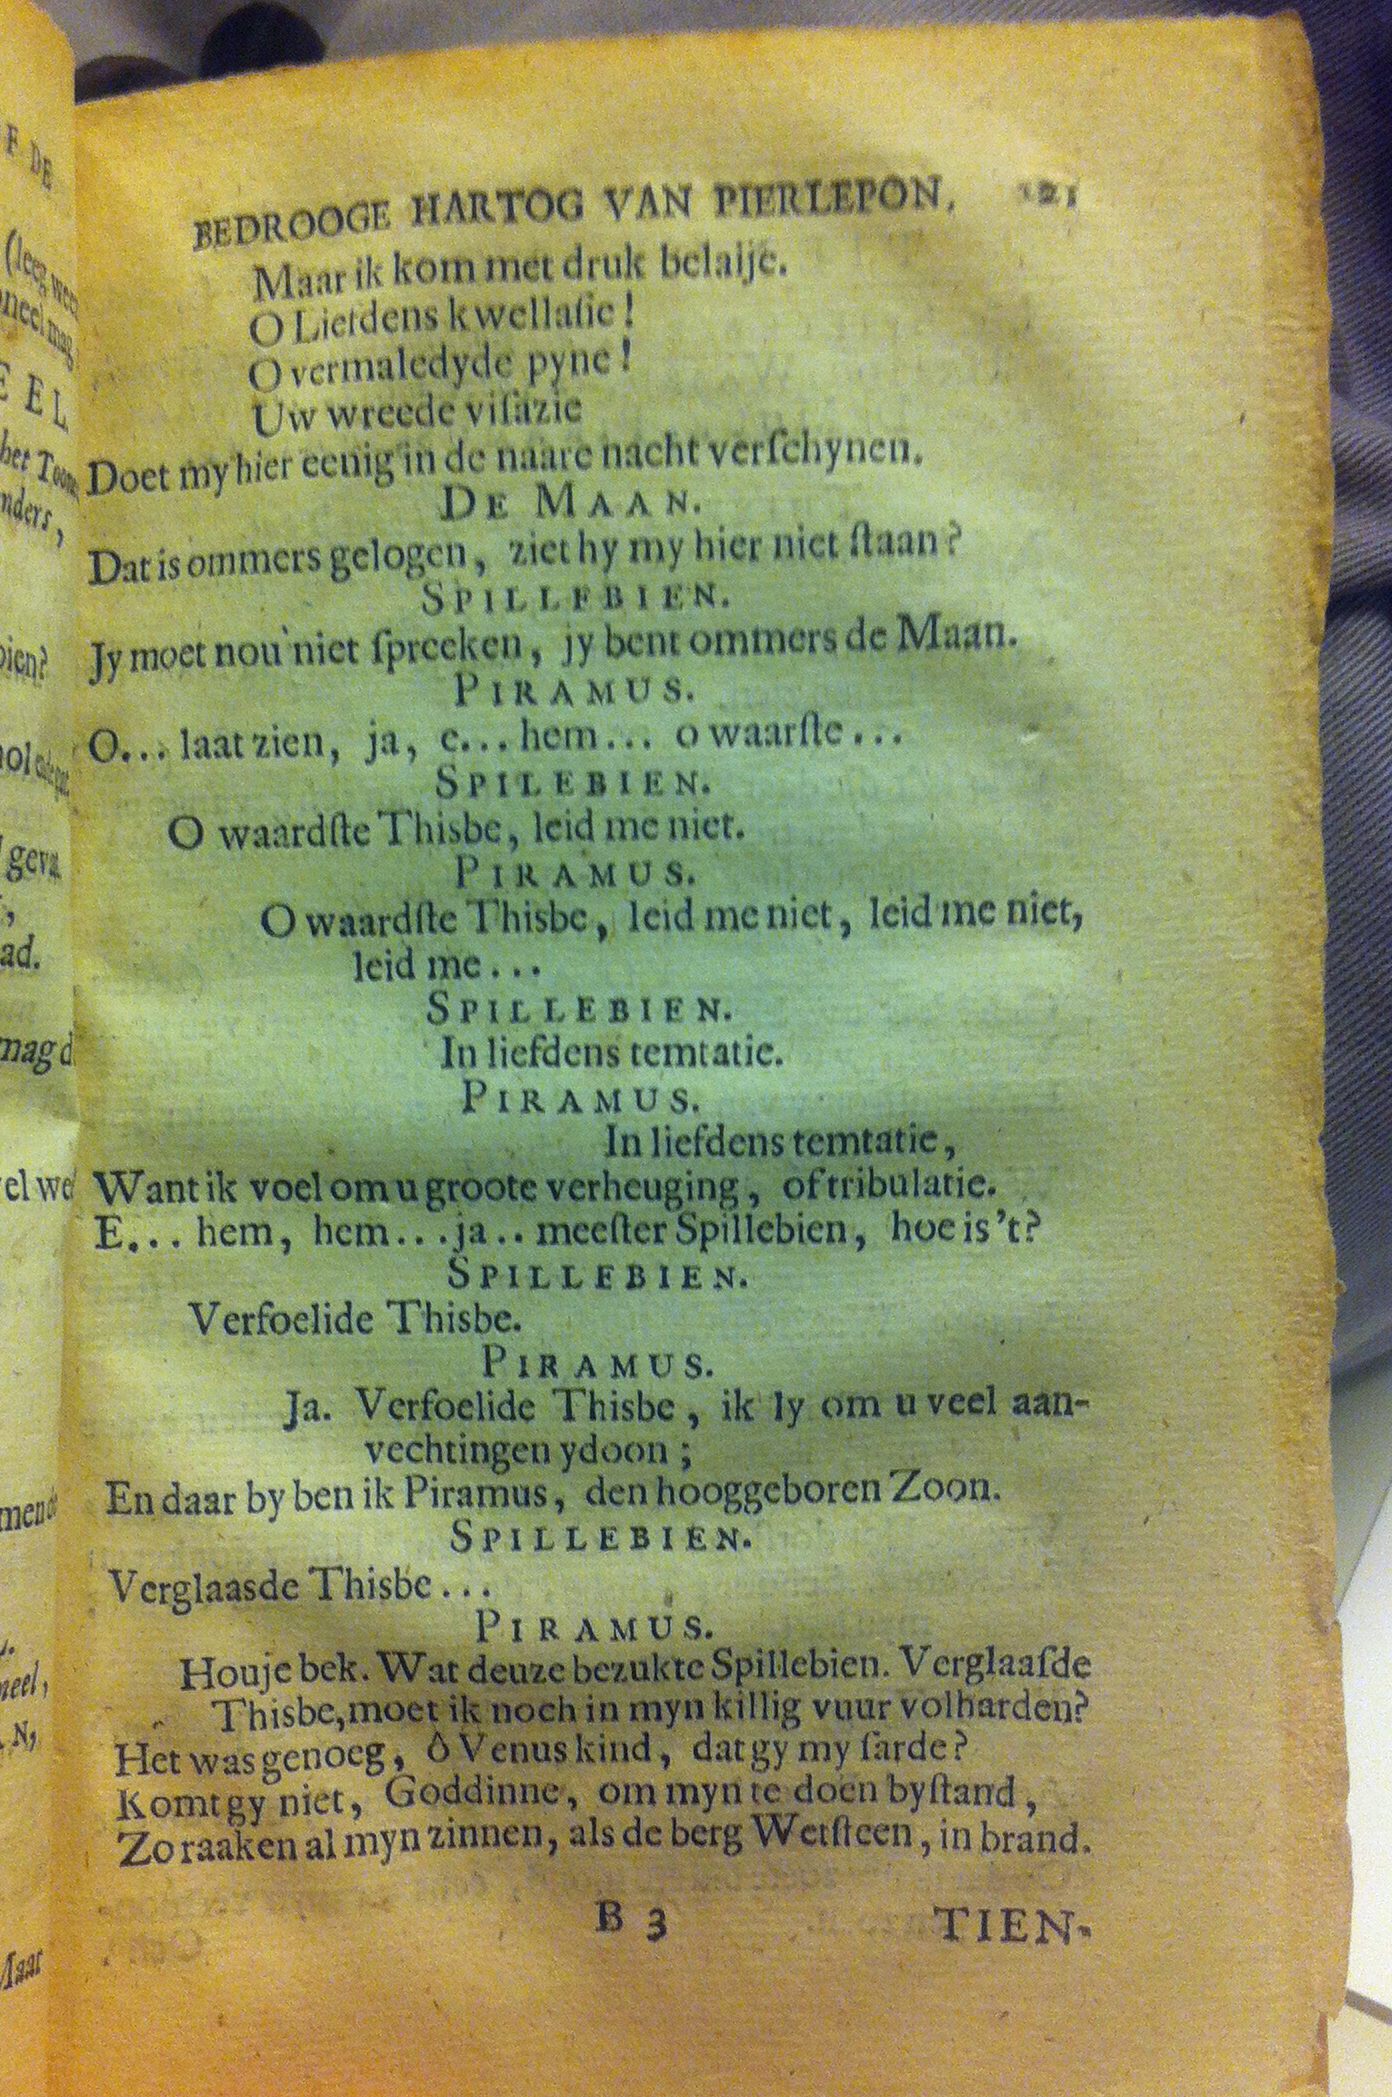 BEDROOGE HARTOG VAN PIERLEPON. 121
Maar ik kom met druk belaije.
O Liefdens kwellaſie!
O vermaledyde pyne!
Uw wreede viſazie
Doet my hier eenig in de naare nacht verſchynen.
DE MAAN.
Dat is ommers gelogen, ziet hy my hier niet ſtaan?
SPILLEBIEN.
Jy moet nou niet ſpreeken, jy bent ommers de Maan.
PIRAMUS.
O... laat zien, ja, e... hem... o waarſte...
SPILEBIEN.
O waardſte Thisbe, leid me niet.
PIRAMUS.
O waardſte Thisbe, leid me niet, leid me niet,
leid me...
SPILLEBIEN.
In liefdens temtatie.
PIRAMUS.
In liefdens temtatie,
Want ik voel om u groote verheuging, of tribulatie.
E... hem, hem... ja.. meeſter Spillebien, hoe is 't?
SPILLEBIEN.
Verfoelide Thisbe.
PIRAMUS.
Ja. Verfoelide Thisbe, ik ly om u veel aan-
vechtingen ydoon;
En daar by ben ik Piramus, den hooggeboren Zoon.
SPILLEBIEN.
Verglaasde Thisbe...
PIRAMUS.
Houje bek. Wat deuze bezukte Spillebien. Verglaaſde
Thisbe, moet ik noch in myn killig vuur volharden?
Het was genoeg, ô Venus kind, dat gy my ſarde?
Komt gy niet, Goddinne, om myn te doen byſtand,
Zo raaken al myn zinnen, als de berg Wetſteen, in brand.
B 3 TIEN-